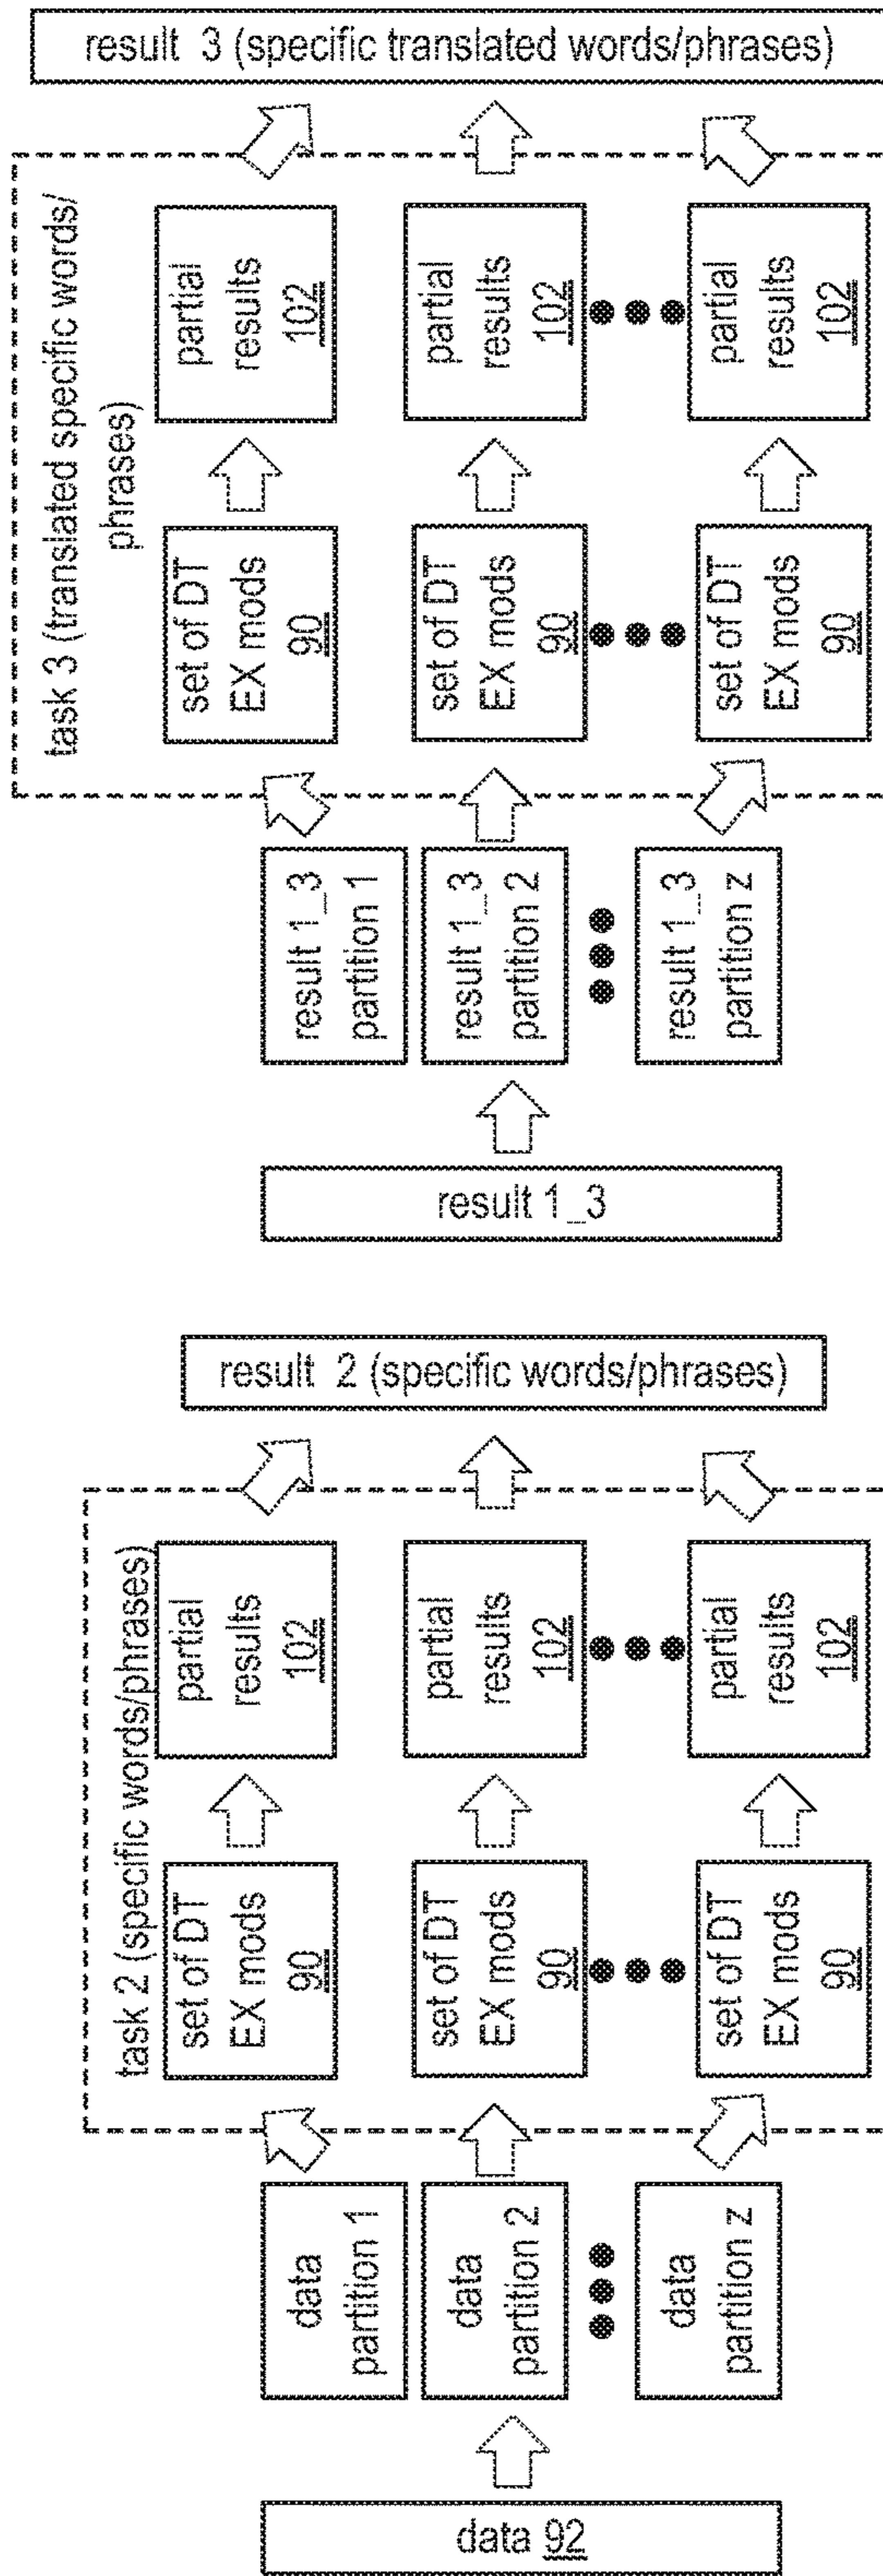 data 92
data
partition 1
data
partition 2
data
partition z
task 2 (specific words/phrases)
set of DT
EX mods
90
set of DT
EX mods
90
set of DT
EX mods
90
partial
results
102
partial
results
102
partial
results
102
result 2 (specific words/phrases)
result 1_3
result 1_3
partition 1
result 1_3
partition 2
result 1_3
partition z
task 3 (translated specific words/
phrases)
set of DT
EX mods
90
set of DT
EX mods
90
set of DT
EX mods
90
partial
results
102
partial
results
102
partial
results
102
result 3 (specific translated words/phrases)